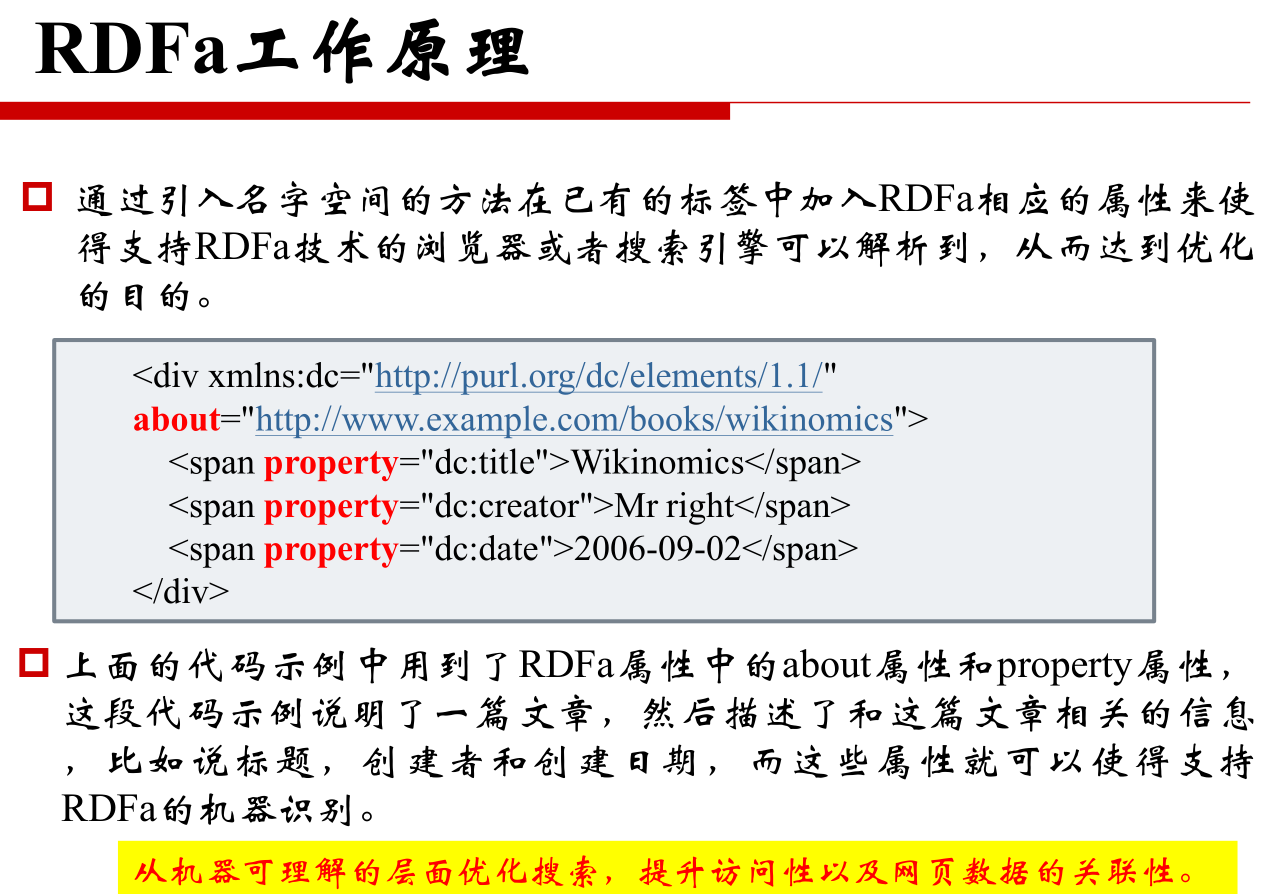 RDFa工作原理
通过引入名字空间的方法在已有的标签中加入RDFa相应的属性来使
得支持RDFa技术的浏览器或者搜索引擎可以解析到，从而达到优化
的目的。
<div xmlns:dc="http://purl.org/dc/elements/1.1/"
about="http://www.example.com/books/wikinomics">
<span property="dc:title">Wikinomics</span>
<span property="dc:creator">Mr right</span>
<span property="dc:date">2006-09-02</span>
</div>
上面的代码示例中用到了RDFa属性中的about属性和property属性，
这段代码示例说明了一篇文章，然后描述了和这篇文章相关的信息
，比如说标题，创建者和创建日期，而这些属性就可以使得支持
RDFa的机器识别。
从机器可理解的层面优化搜索，提升访问性以及网页数据的关联性。